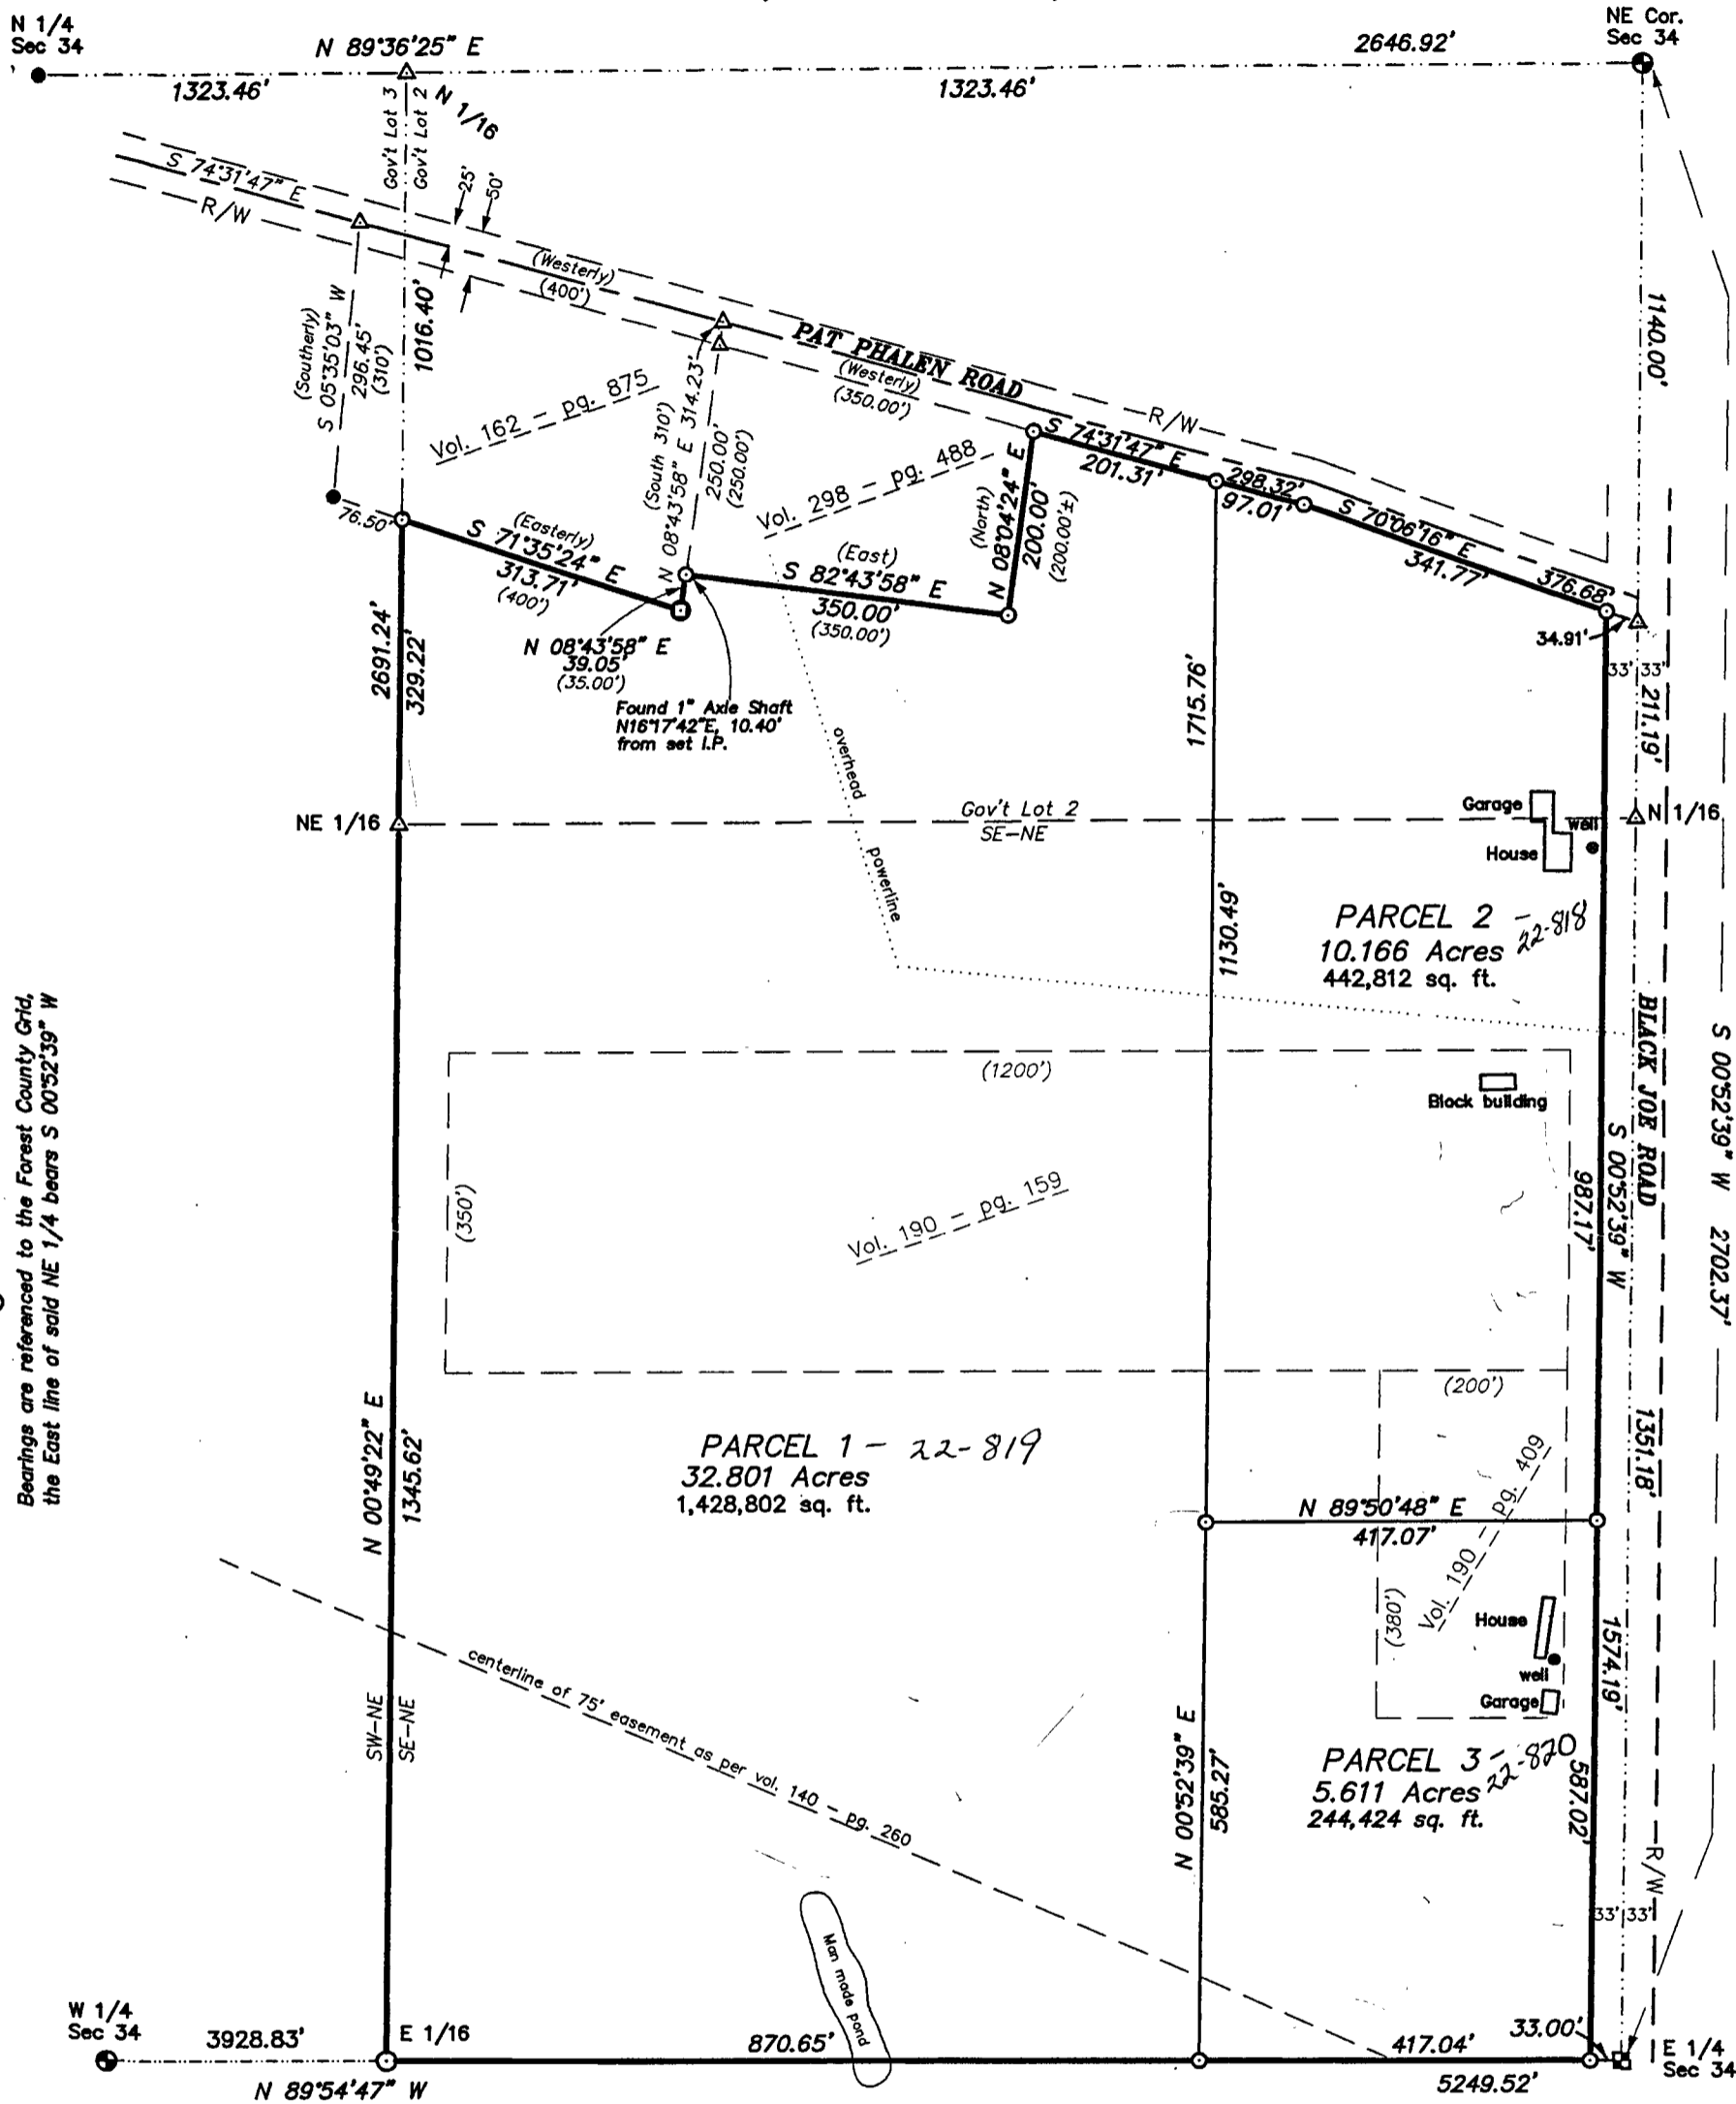 N 1/4
Sec 34
N 89°36'25" E
2646.92'
NE Cor.
Sec 34
1323.46'
1323.46'
Gov't Lot 3
Gov't Lot 2
N 1/16
S 74°31'47" E
R/W
25'
50'
(Westerly)
(400')
1016.40'
(Southerly)
S 05°35'03" W
296.45'
(310')
Vol. 162 - pg. 875
PAT PHALEN ROAD
(Westerly)
(350.00')
R/W
1140.00'
(South 310')
N 08°43'58" E 314.23'
250.00'
(250.00')
Vol. 298 - pg. 488
S 74°31'47" E
201.31'
298.32'
97.01'
S 70°06'16" E
341.77'
376.68'
34.91'
76.50'
(Easterly)
S 71°35'24" E
313.71'
(400')
(East)
S 82°43'58" E
350.00'
(350.00')
(North)
N 08°04'24" E
200.00'
(200.00'±)
N 08°43'58" E
39.05'
(35.00')
Found 1" Axle Shaft
N16°17'42"E, 10.40'
from set I.P.
2691.24'
329.22'
1715.76'
33'
33'
211.19'
overhead
powerline
NE 1/16
Gov't Lot 2
SE-NE
Garage
well
House
N 1/16
PARCEL 2 - 22-818
10.166 Acres
442,812 sq. ft.
1130.49'
BLACK JOE ROAD
S 00°52'39" W 2702.37'
Bearings are referenced to the Forest County Grid,
the East line of said NE 1/4 bears S 00°52'39" W
(1200')
Block building
(350')
Vol. 190 - pg. 159
987.17'
S 00°52'39" W
(200')
1351.18'
N 00°49'22" E
1345.62'
PARCEL 1 - 22-819
32.801 Acres
1,428,802 sq. ft.
N 89°50'48" E
417.07'
Vol. 190 - pg. 409
(380')
House
well
Garage
1574.19'
centerline of 75' easement as per vol. 140 - pg. 260
SW-NE
SE-NE
N 00°52'39" E
585.27'
PARCEL 3 - 22-820
5.611 Acres
244,424 sq. ft.
587.02'
R/W
33'
33'
Man made pond
W 1/4
Sec 34
3928.83'
E 1/16
870.65'
417.04'
33.00'
E 1/4
Sec 34
N 89°54'47" W
5249.52'